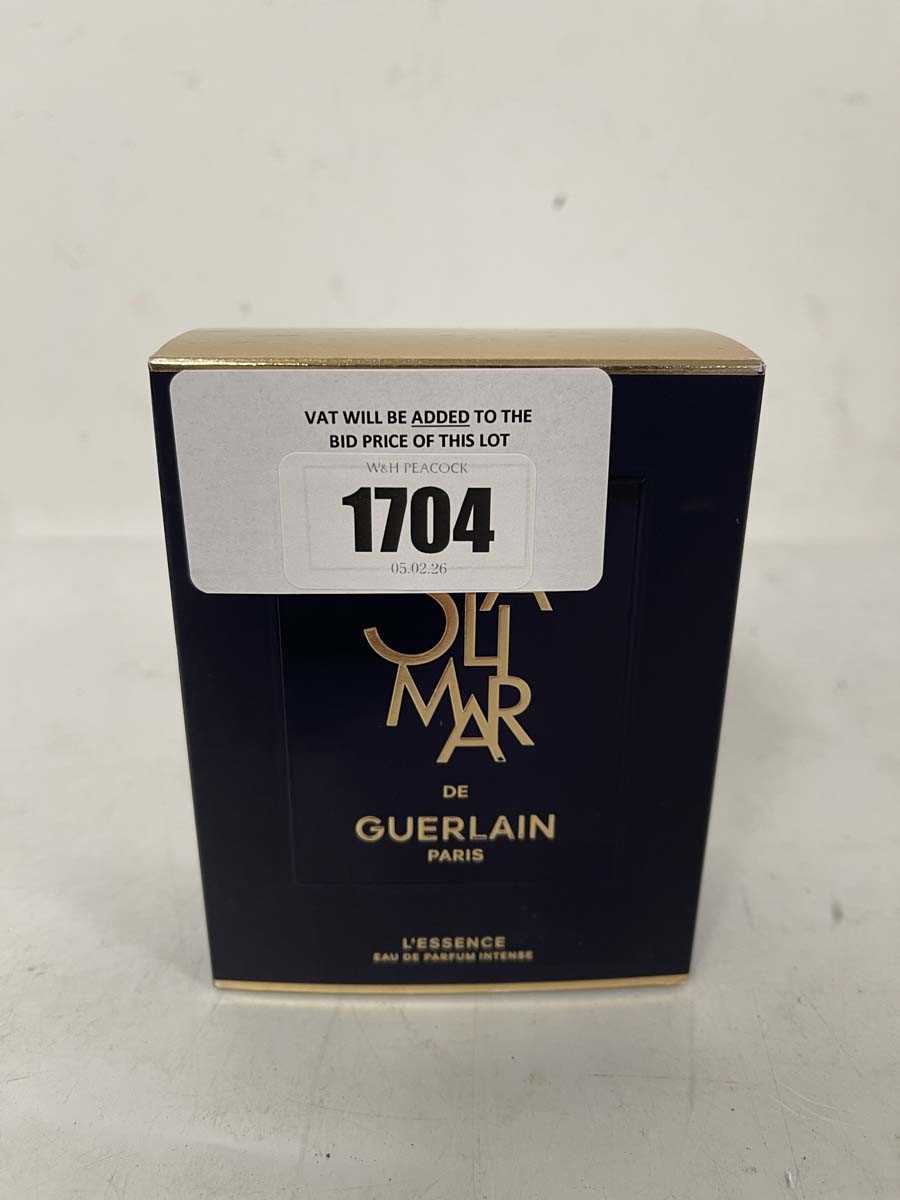 VAT WILL BE ADDED TO THE
BID PRICE OF THIS LOT
W&H PEACOCK
1704
05.02.26
MAR
DE
GUERLAIN
PARIS
L'ESSENCE
EAU DE PARFUM INTENSE